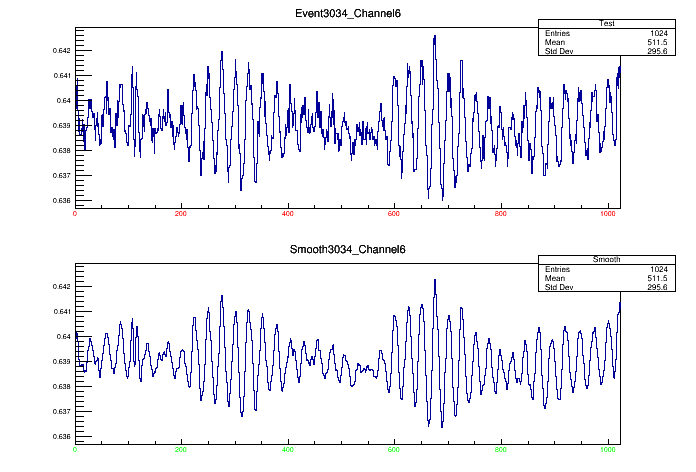 Event3034_Channel6
Test
Entries 1024
Mean 511.5
Std Dev 295.6
0.642
0.641
0.64
0.639
0.638
0.637
0.636
0 200 400 600 800 1000
Smooth3034_Channel6
Smooth
Entries 1024
Mean 511.5
Std Dev 295.6
0.642
0.641
0.64
0.639
0.638
0.637
0.636
0 200 400 600 800 1000